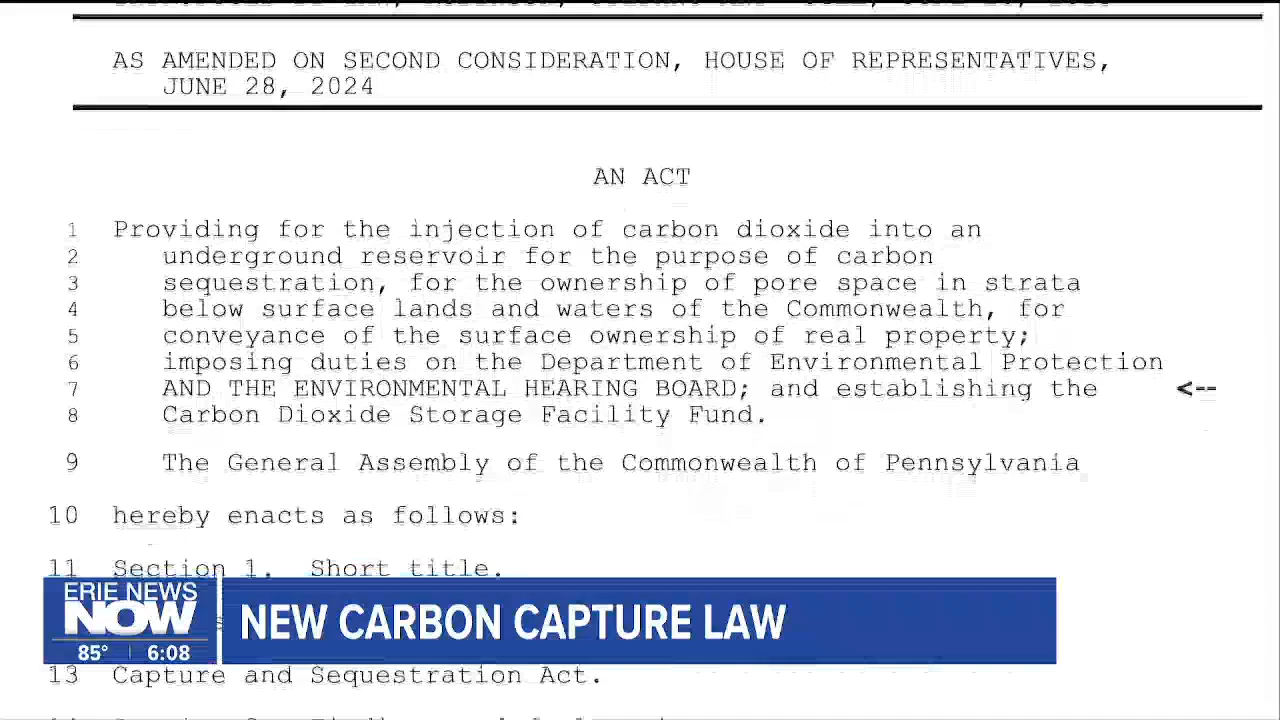 AS AMENDED ON SECOND CONSIDERATION, HOUSE OF REPRESENTATIVES,
JUNE 28, 2024
AN ACT
1 Providing for the injection of carbon dioxide into an
2 underground reservoir for the purpose of carbon
3 sequestration, for the ownership of pore space in strata
4 below surface lands and waters of the Commonwealth, for
5 conveyance of the surface ownership of real property;
6 imposing duties on the Department of Environmental Protection
7 AND THE ENVIRONMENTAL HEARING BOARD; and establishing the <--
8 Carbon Dioxide Storage Facility Fund.
9 The General Assembly of the Commonwealth of Pennsylvania
10 hereby enacts as follows:
11 Section 1. Short title.
ERIE NEWS
NOW
85° 6:08
NEW CARBON CAPTURE LAW
13 Capture and Sequestration Act.